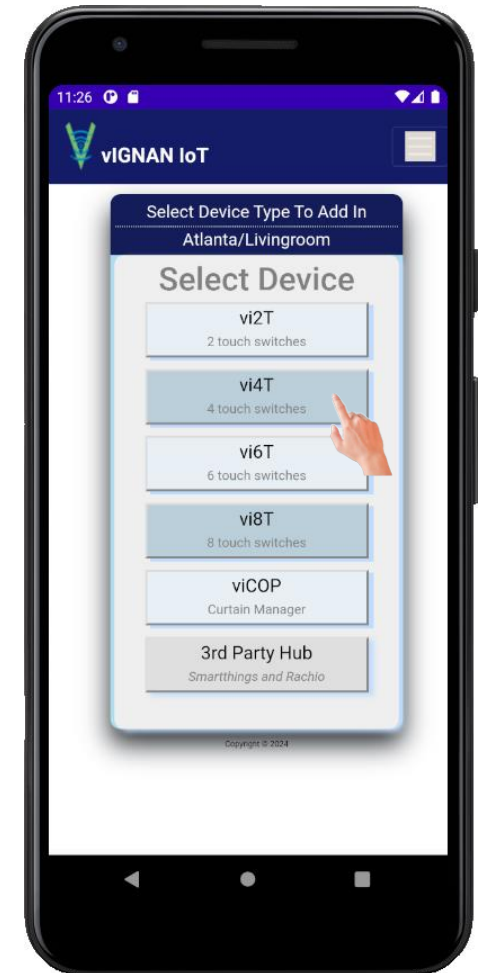 11:26
vIGNAN IoT
Select Device Type To Add In
Atlanta/Livingroom
Select Device
vi2T
2 touch switches
vi4T
4 touch switches
vi6T
6 touch switches
vi8T
8 touch switches
viCOP
Curtain Manager
3rd Party Hub
Smartthings and Rachio
Copyright © 2024